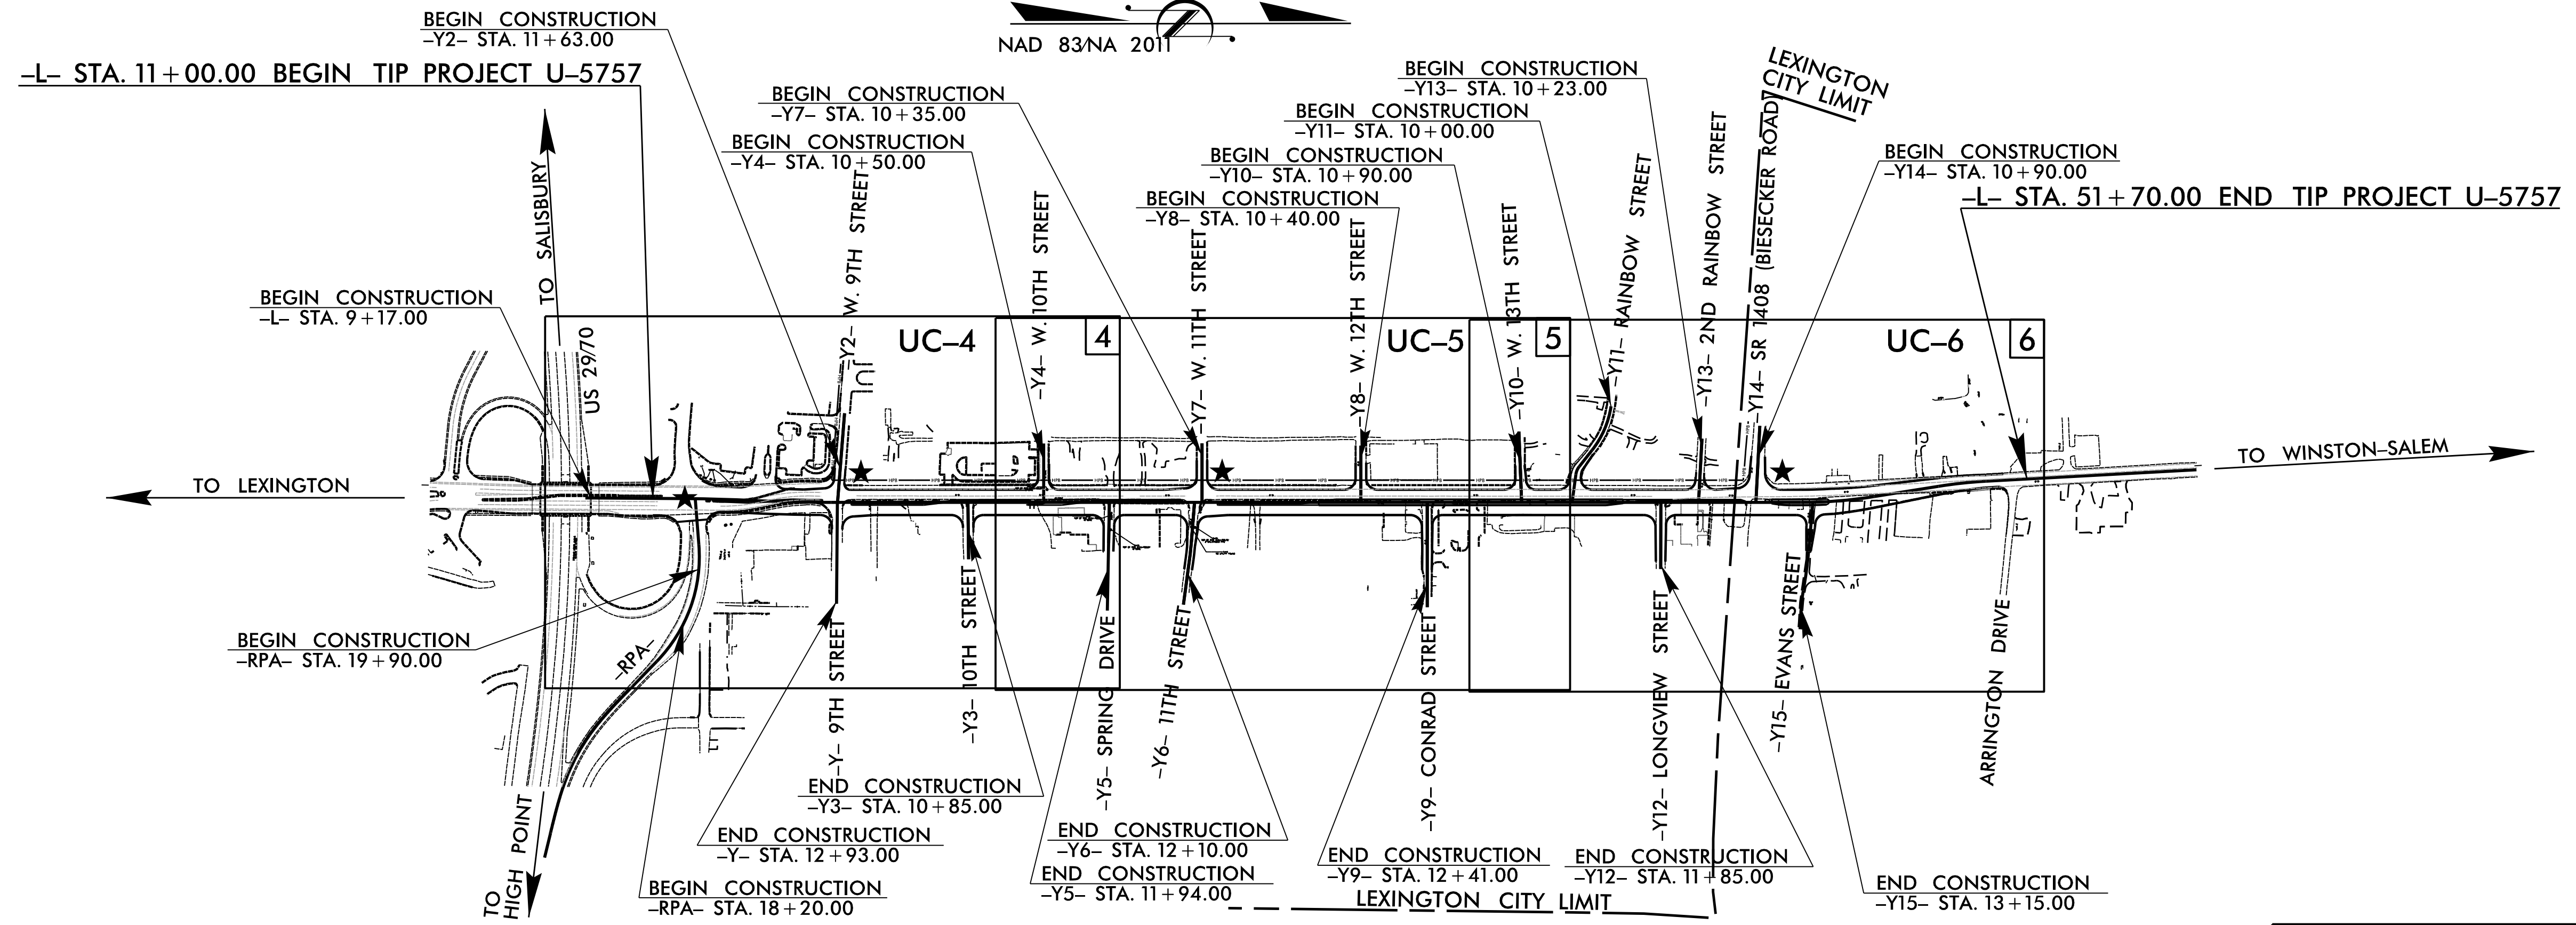 NAD 83/NA 2011
BEGIN CONSTRUCTION
-Y2- STA. 11+63.00
-L- STA. 11+00.00 BEGIN TIP PROJECT U-5757
BEGIN CONSTRUCTION
-Y7- STA. 10+35.00
BEGIN CONSTRUCTION
-Y4- STA. 10+50.00
BEGIN CONSTRUCTION
-Y13- STA. 10+23.00
BEGIN CONSTRUCTION
-Y11- STA. 10+00.00
BEGIN CONSTRUCTION
-Y10- STA. 10+90.00
BEGIN CONSTRUCTION
-Y8- STA. 10+40.00
LEXINGTON
CITY LIMIT
BEGIN CONSTRUCTION
-Y14- STA. 10+90.00
-L- STA. 51+70.00 END TIP PROJECT U-5757
TO SALISBURY
US 29/70
BEGIN CONSTRUCTION
-L- STA. 9+17.00
-Y2- W. 9TH STREET
-Y4- W. 10TH STREET
-Y7- W. 11TH STREET
-Y8- W. 12TH STREET
-Y10- W. 13TH STREET
-Y11- RAINBOW STREET
-Y13- 2ND RAINBOW STREET
-Y14- SR 1408 (BIESECKER ROAD)
UC-4
4
UC-5
5
UC-6
6
TO LEXINGTON
TO WINSTON-SALEM
BEGIN CONSTRUCTION
-RPA- STA. 19+90.00
-RPA-
-Y- 9TH STREET
-Y3- 10TH STREET
-Y5- SPRING DRIVE
-Y6- 11TH STREET
-Y9- CONRAD STREET
-Y12- LONGVIEW STREET
-Y15- EVANS STREET
ARRINGTON DRIVE
TO
HIGH POINT
END CONSTRUCTION
-Y3- STA. 10+85.00
END CONSTRUCTION
-Y- STA. 12+93.00
BEGIN CONSTRUCTION
-RPA- STA. 18+20.00
END CONSTRUCTION
-Y6- STA. 12+10.00
END CONSTRUCTION
-Y5- STA. 11+94.00
END CONSTRUCTION
-Y9- STA. 12+41.00
END CONSTRUCTION
-Y12- STA. 11+85.00
END CONSTRUCTION
-Y15- STA. 13+15.00
LEXINGTON CITY LIMIT